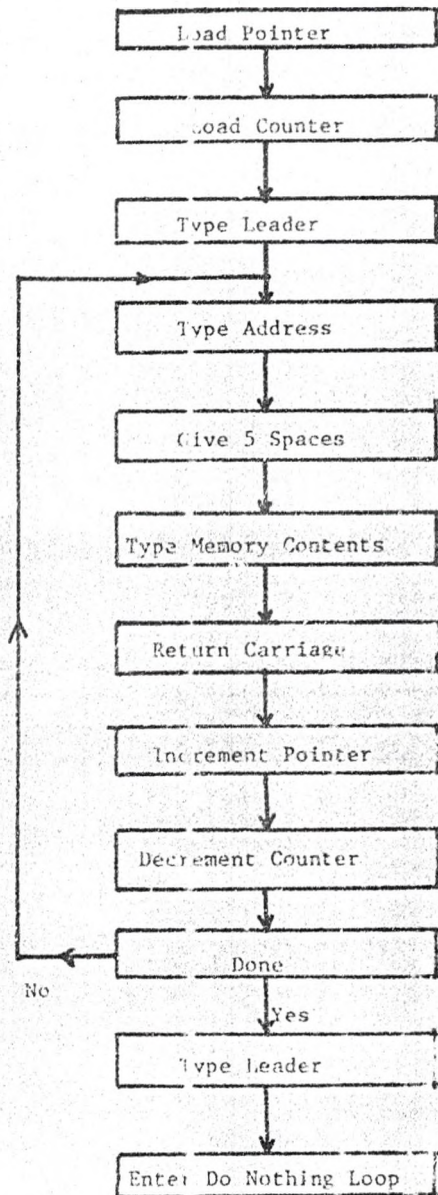 Load Pointer
Load Counter
Type Leader
Type Address
Give 5 Spaces
Type Memory Contents
Return Carriage
Increment Pointer
Decrement Counter
Done
No
Yes
Type Leader
Enter Do Nothing Loop